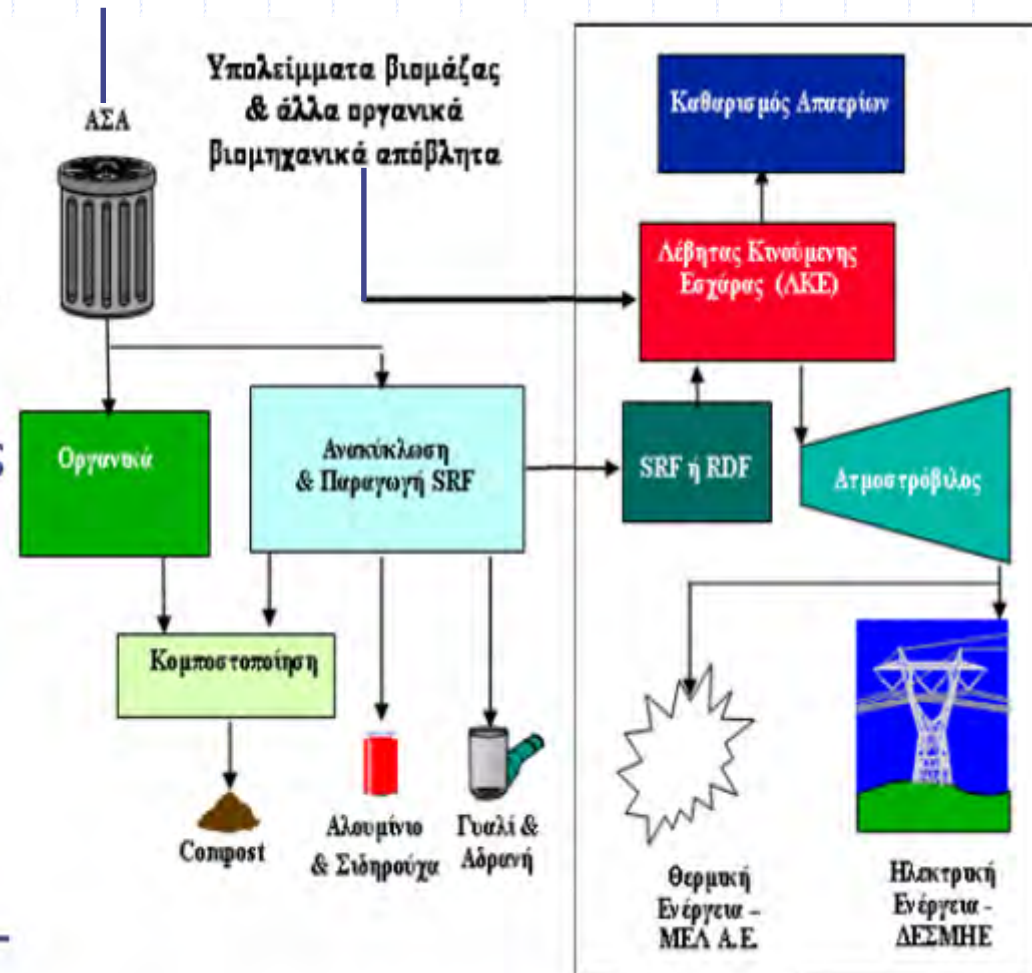 Υπολείμματα βιομάζας
& άλλα οργανικά
βιομηχανικά απόβλητα
ΑΣΑ
Καθαρισμός Απαερίων
Λέβητας Κινούμενης
Εσχάρας (ΛΚΕ)
Οργανικά
Ανακύκλωση
& Παραγωγή SRF
SRF ή RDF
Ατμοστρόβιλος
Κομποστοποίηση
Compost
Αλουμίνιο
& Σιδηρούχα
Γυαλί &
Αδρανή
Θερμική
Ενέργεια –
ΜΕΛ Α.Ε.
Ηλεκτρική
Ενέργεια -
ΔΕΣΜΗΕ